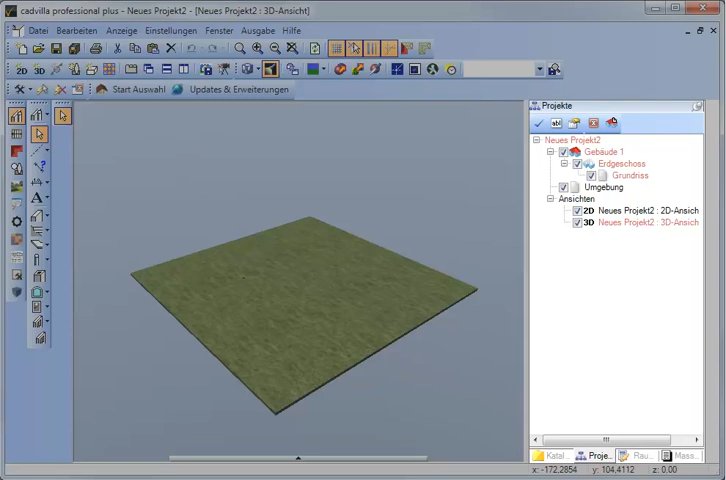 cadvilla professional plus - Neues Projekt2 - [Neues Projekt2 : 3D-Ansicht]
Datei Bearbeiten Anzeige Einstellungen Fenster Ausgabe Hilfe
2D 3D
Start Auswahl Updates & Erweiterungen
Projekte
abl
Neues Projekt2
Gebäude 1
Erdgeschoss
Grundriss
Umgebung
Ansichten
2D Neues Projekt2 : 2D-Ansich
3D Neues Projekt2 : 3D-Ansich
A
Katal... Proje... Rau... Mass...
x: -172.2854 y: 104,4112 z: 0.00